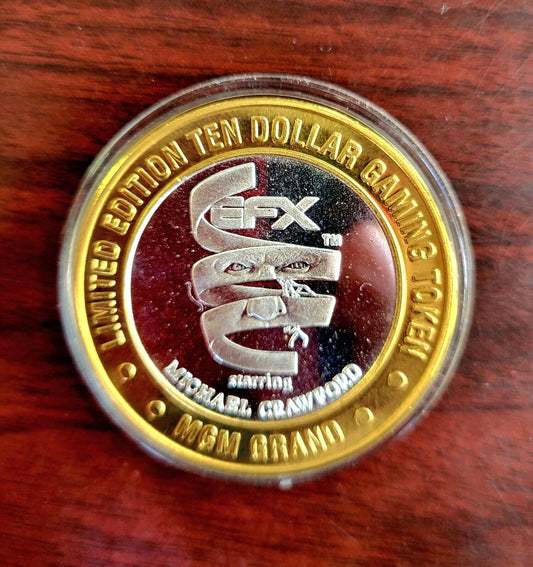 LIMITED EDITION TEN DOLLAR GAMING TOKEN
EFX
TM
starring
MICHAEL CRAWFORD
MGM GRAND